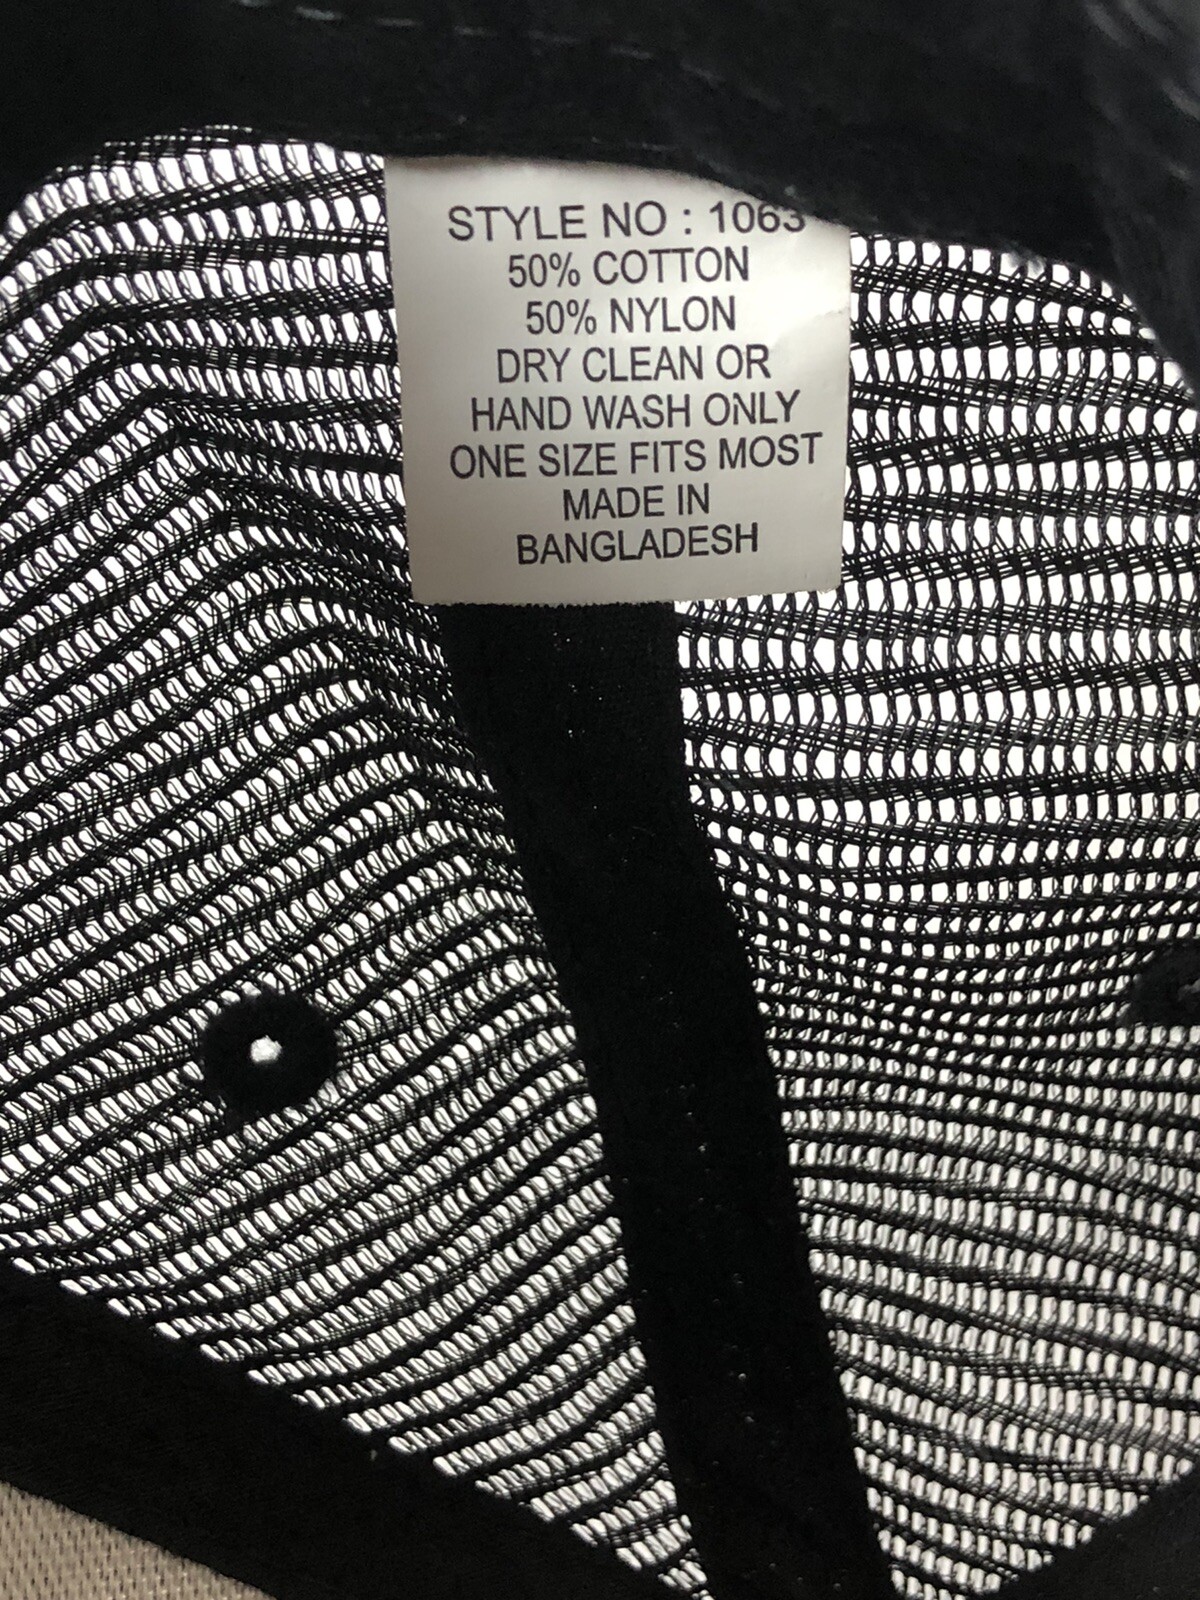 STYLE NO : 1063
50% COTTON
50% NYLON
DRY CLEAN OR
HAND WASH ONLY
ONE SIZE FITS MOST
MADE IN
BANGLADESH